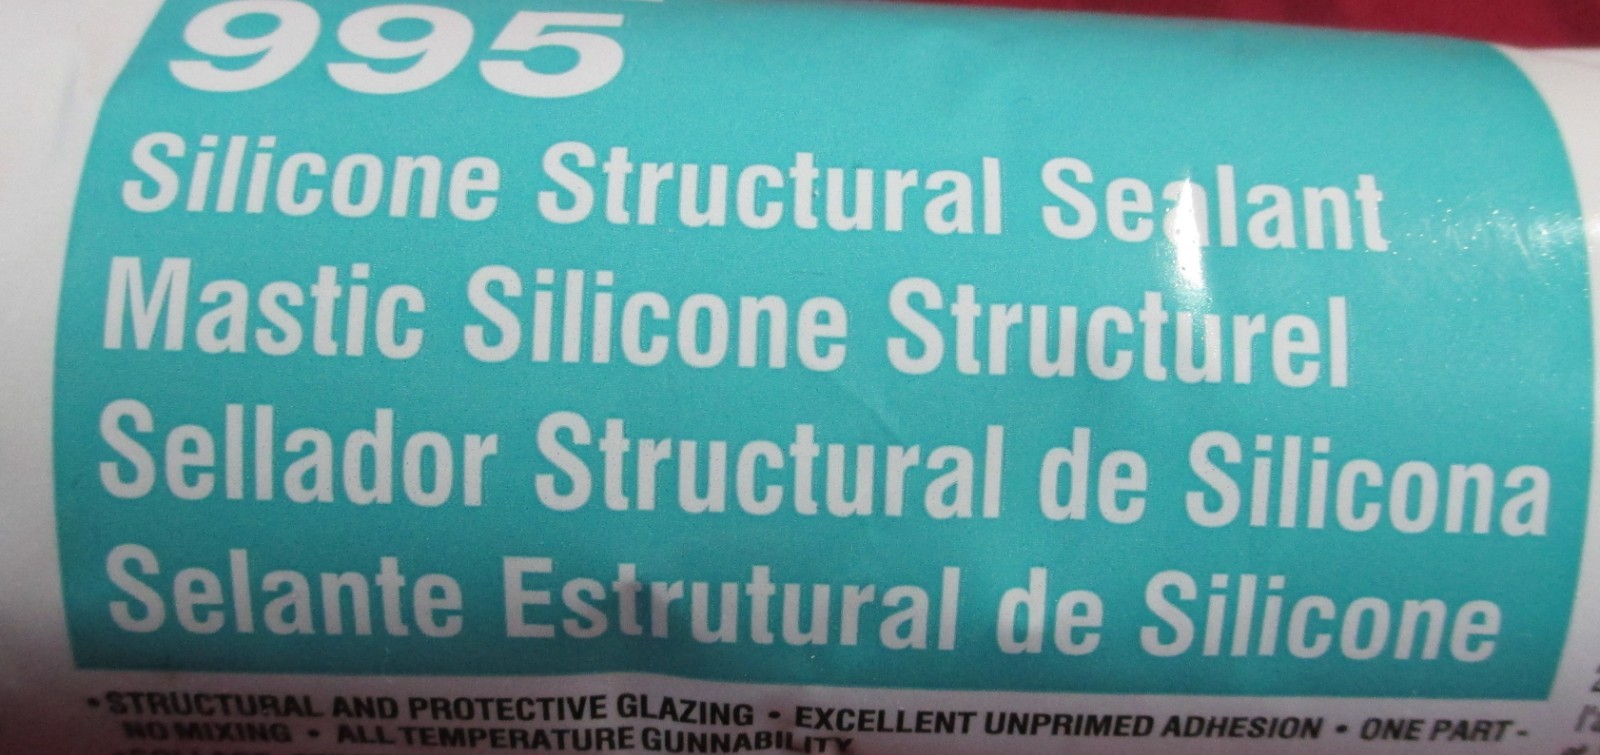 995
Silicone Structural Sealant
Mastic Silicone Structurel
Sellador Structural de Silicona
Selante Estrutural de Silicone
• STRUCTURAL AND PROTECTIVE GLAZING • EXCELLENT UNPRIMED ADHESION • ONE PART -
NO MIXING • ALL TEMPERATURE GUNNABILITY